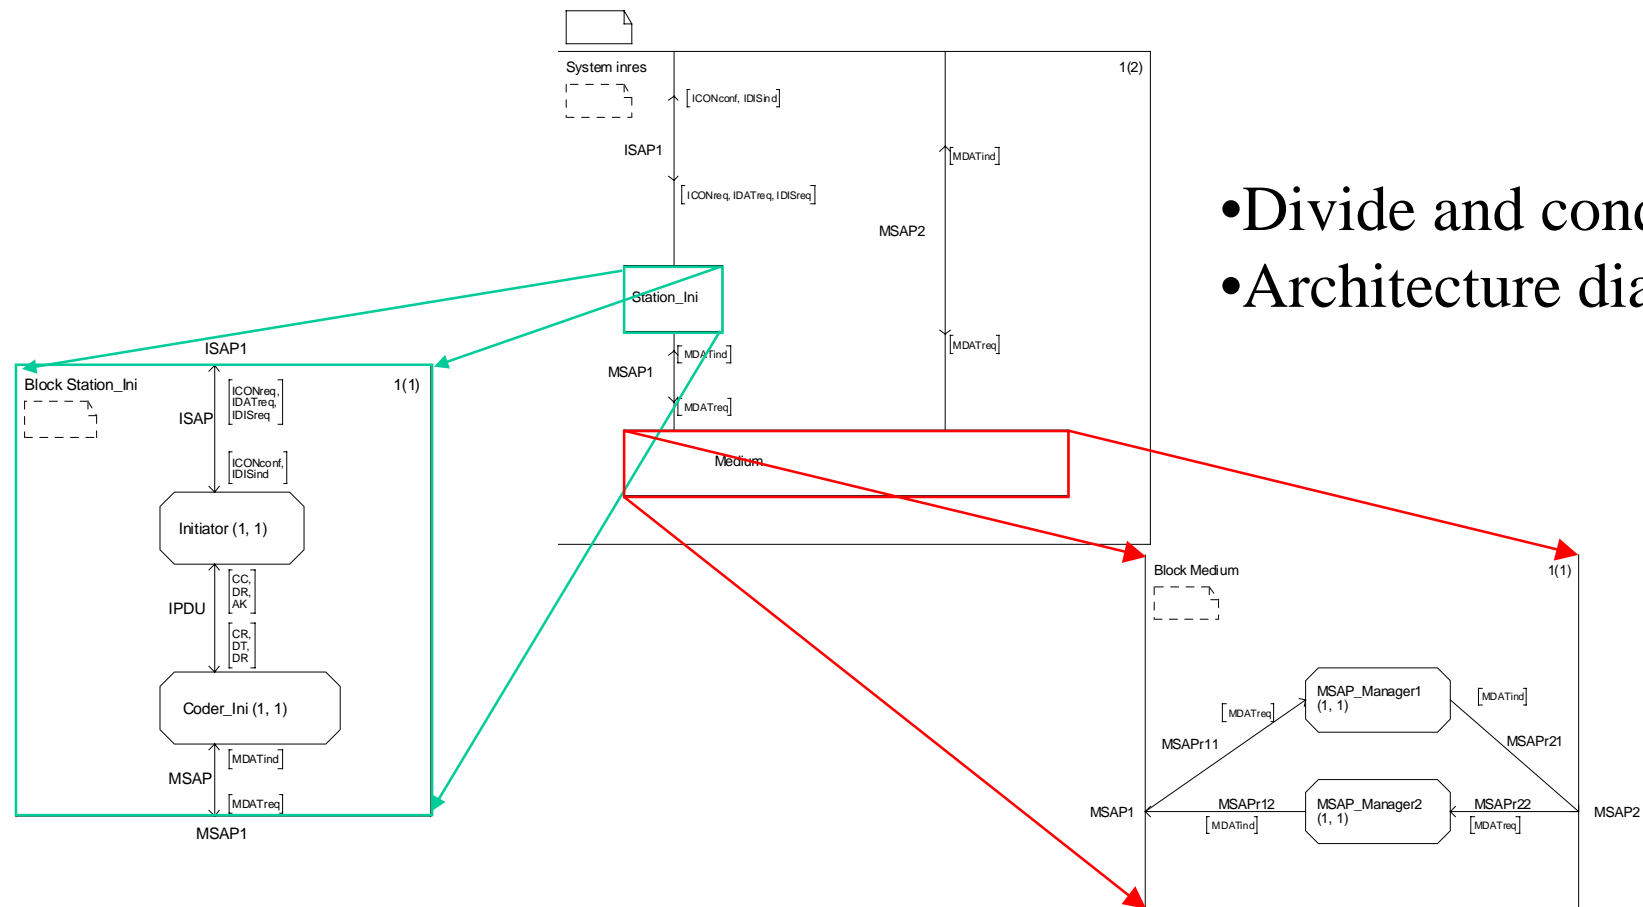 System inres
1(2)
[ICONconf, IDISind]
ISAP1
[MDATind]
[ICONreq, IDATreq, IDISreq]
MSAP2
•Divide and conq
•Architecture dia
Station_Ini
[MDATreq]
[MDATind]
MSAP1
[MDATreq]
Medium
ISAP1
Block Station_Ini
1(1)
[ICONreq,
IDATreq,
IDISreq]
ISAP
[ICONconf,
IDISind]
Initiator (1, 1)
[CC,
DR,
AK]
IPDU
[CR,
DT,
DR]
Coder_Ini (1, 1)
[MDATind]
MSAP
[MDATreq]
MSAP1
Block Medium
1(1)
MSAP_Manager1
(1, 1)
[MDATind]
[MDATreq]
MSAPr11
MSAPr21
MSAP1
MSAPr12
[MDATind]
MSAP_Manager2
(1, 1)
MSAPr22
[MDATreq]
MSAP2